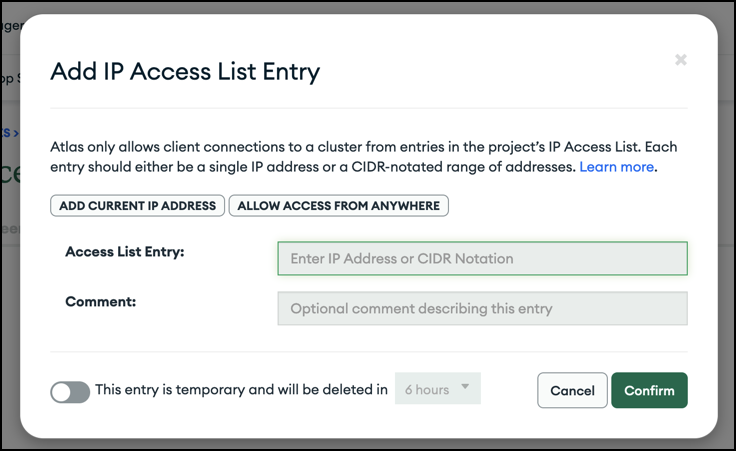 Add IP Access List Entry
Atlas only allows client connections to a cluster from entries in the project's IP Access List. Each
entry should either be a single IP address or a CIDR-notated range of addresses. Learn more.
ADD CURRENT IP ADDRESS ALLOW ACCESS FROM ANYWHERE
Access List Entry: Enter IP Address or CIDR Notation
Comment: Optional comment describing this entry
This entry is temporary and will be deleted in 6 hours Cancel Confirm